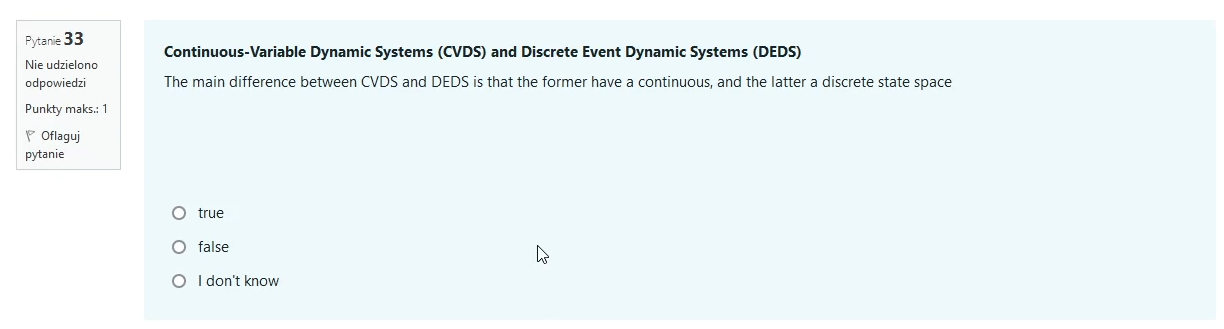 Pytanie 33
Nie udzielono
odpowiedzi
Punkty maks.: 1
Oflaguj
pytanie
Continuous-Variable Dynamic Systems (CVDS) and Discrete Event Dynamic Systems (DEDS)
The main difference between CVDS and DEDS is that the former have a continuous, and the latter a discrete state space
true
false
I don't know